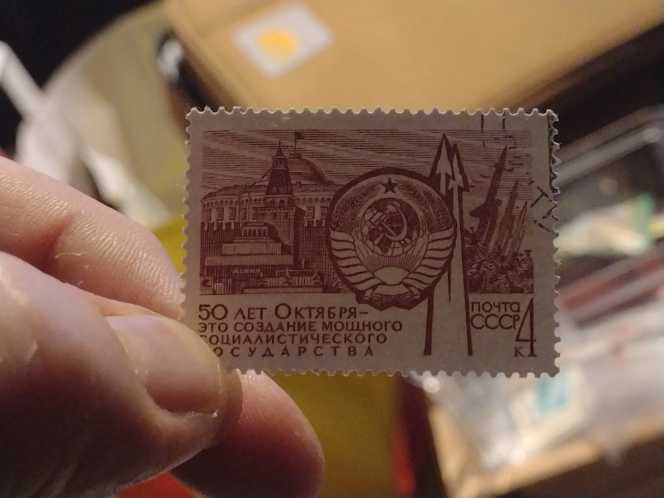 50 ЛЕТ ОКТЯБРЯ–
ЭТО СОЗДАНИЕ МОЩНОГО
СОЦИАЛИСТИЧЕСКОГО
ГОСУДАРСТВА
ПОЧТА
СССР 4
К